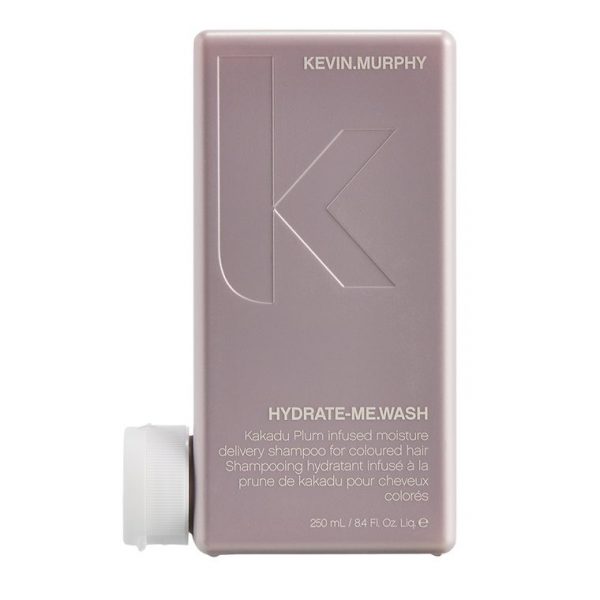 KEVIN.MURPHY
K
HYDRATE-ME.WASH
Kakadu Plum infused moisture
delivery shampoo for coloured hair
Shampooing hydratant infusé à la
prune de kakadu pour cheveux
colorés
250 mL / 8.4 Fl. Oz. Liq. ℮